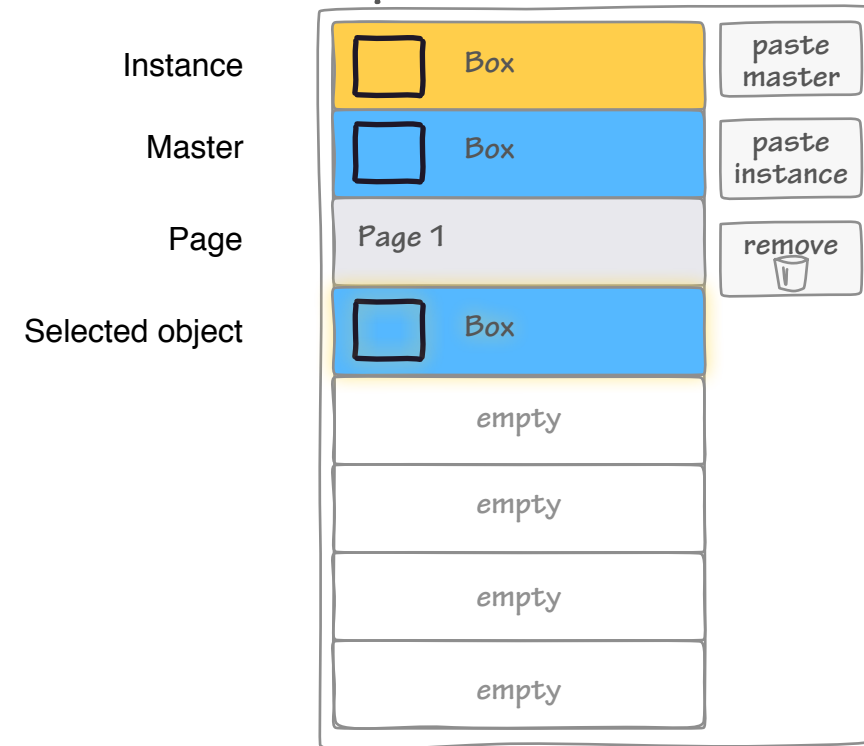 Instance
Box
paste
master
Master
Box
paste
instance
Page
Page 1
remove
Selected object
Box
empty
empty
empty
empty